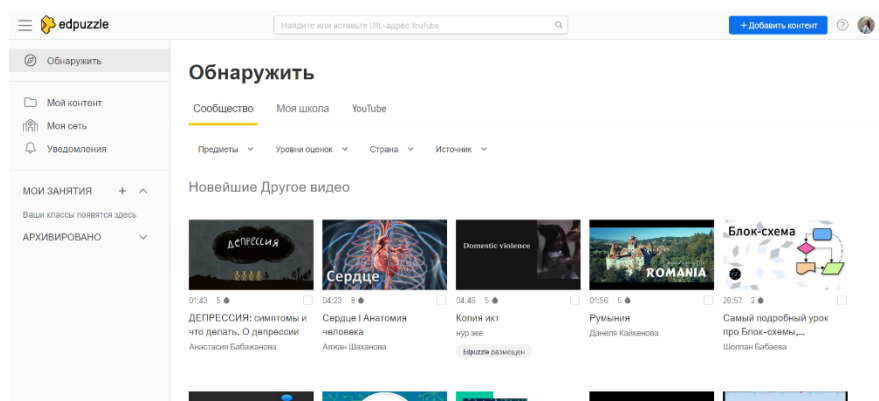 edpuzzle
Найдите или вставьте URL-адрес YouTube
+ Добавить контент
?
Обнаружить
Мой контент
Моя сеть
Уведомления
МОИ ЗАНЯТИЯ + 
Ваши классы появятся здесь
АРХИВИРОВАНО
Обнаружить
Сообщество Моя школа YouTube
Предметы Уровни оценок Страна Источник
Новейшие Другое видео
депрессия
01:43 5
ДЕПРЕССИЯ: симптомы и
что делать. О депрессии
Анастасия Бабажанова
Сердце
04:23 8
Сердце | Анатомия
человека
Аяжан Шаханова
Domestic violence
04:45 5
Копия икт
нур эке
Edpuzzle размещен
ROMANIA
01:56 5
Румыния
Данеля Кайкенова
Блок-схема
26:57 2
Самый подробный урок
про Блок-схемы,...
Шолпан Бабаева